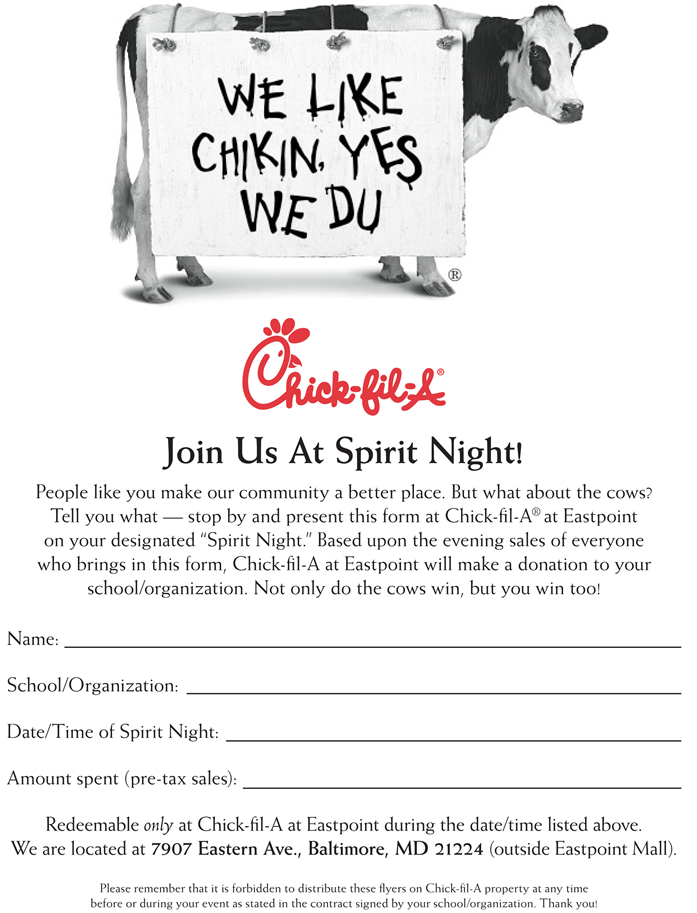 WE LIKE
CHIKIN, YES
WE DU
®
Chick-fil-A®
Join Us At Spirit Night!
People like you make our community a better place. But what about the cows?
Tell you what — stop by and present this form at Chick-fil-A® at Eastpoint
on your designated “Spirit Night.” Based upon the evening sales of everyone
who brings in this form, Chick-fil-A at Eastpoint will make a donation to your
school/organization. Not only do the cows win, but you win too!
Name:
School/Organization:
Date/Time of Spirit Night:
Amount spent (pre-tax sales):
Redeemable only at Chick-fil-A at Eastpoint during the date/time listed above.
We are located at 7907 Eastern Ave., Baltimore, MD 21224 (outside Eastpoint Mall).
Please remember that it is forbidden to distribute these flyers on Chick-fil-A property at any time
before or during your event as stated in the contract signed by your school/organization. Thank you!